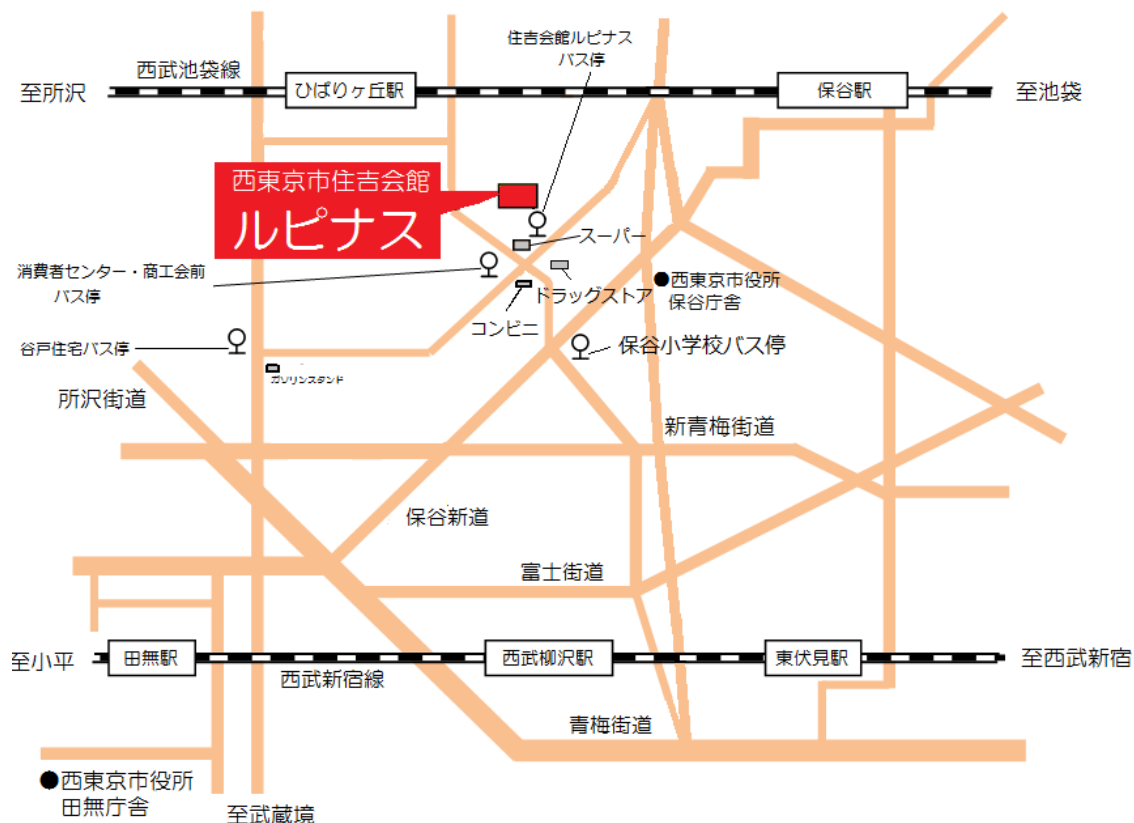 住吉会館ルピナス
バス停
西武池袋線
至所沢
ひばりヶ丘駅
保谷駅
至池袋
西東京市住吉会館
ルピナス
スーパー
消費者センター・商工会前
バス停
ドラッグストア
●西東京市役所
保谷庁舎
コンビニ
谷戸住宅バス停
保谷小学校バス停
ガソリンスタンド
所沢街道
新青梅街道
保谷新道
富士街道
至小平
田無駅
西武柳沢駅
東伏見駅
至西武新宿
西武新宿線
青梅街道
●西東京市役所
田無庁舎
至武蔵境